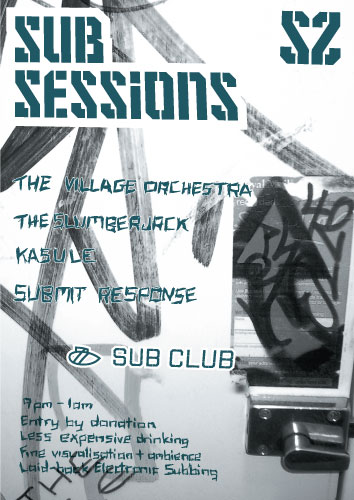 SUB S2
SESSIONS
THE VILLAGE ORCHESTRA
THE SLUMBERJACK
KASULE
SUBMIT RESPONSE
SUB CLUB
9pm - 1am
Entry by donation
Less expensive drinking
Fine visualisation + ambience
Laid-back Electronic Subbing